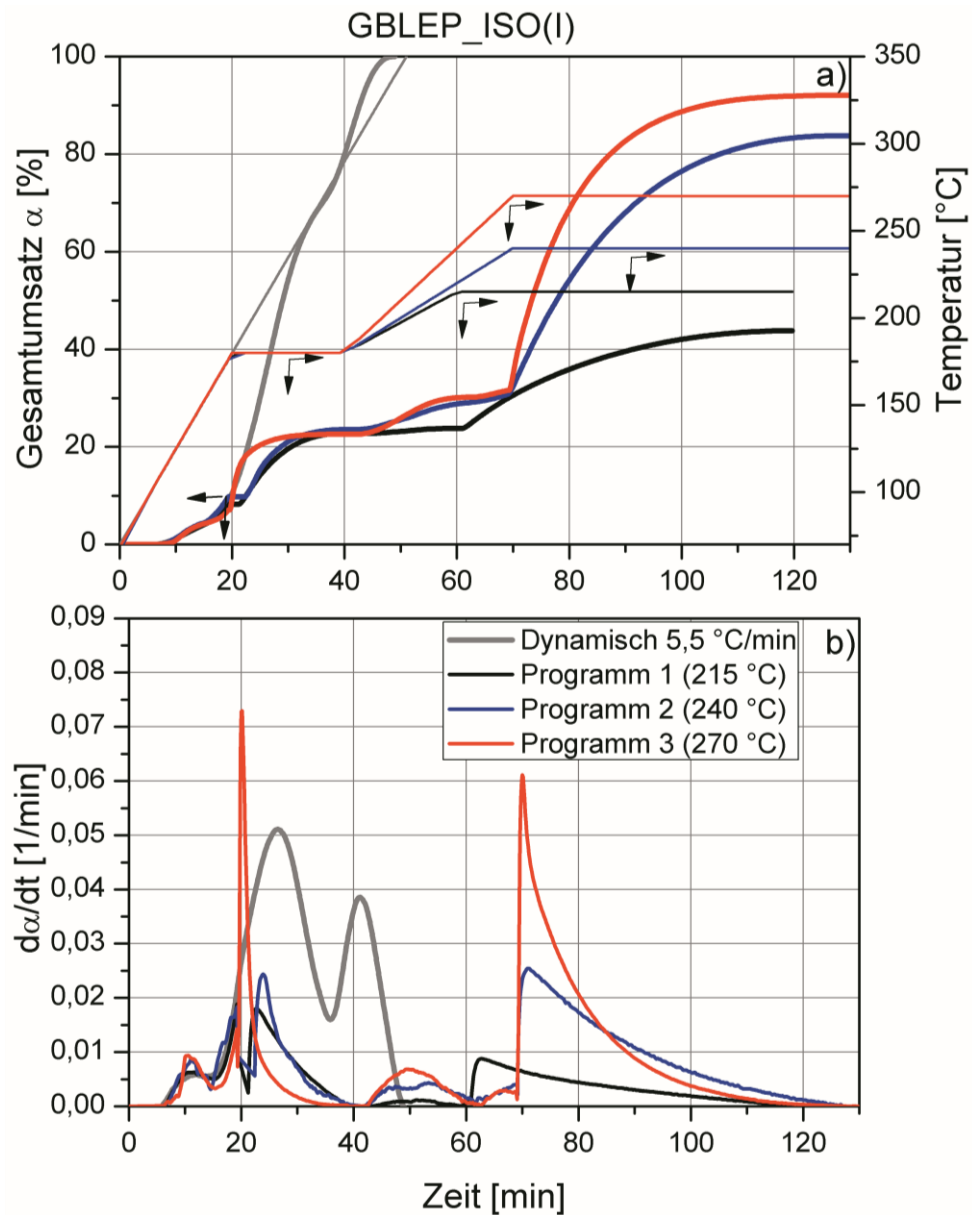 GBLEP_ISO(I)
a)
Gesamtumsatz α [%]
100
80
60
40
20
0
0 20 40 60 80 100 120
350
300
250
200
150
100
Temperatur [°C]
b)
dα/dt [1/min]
0,09
0,08
0,07
0,06
0,05
0,04
0,03
0,02
0,01
0,00
Dynamisch 5,5 °C/min
Programm 1 (215 °C)
Programm 2 (240 °C)
Programm 3 (270 °C)
0 20 40 60 80 100 120
Zeit [min]